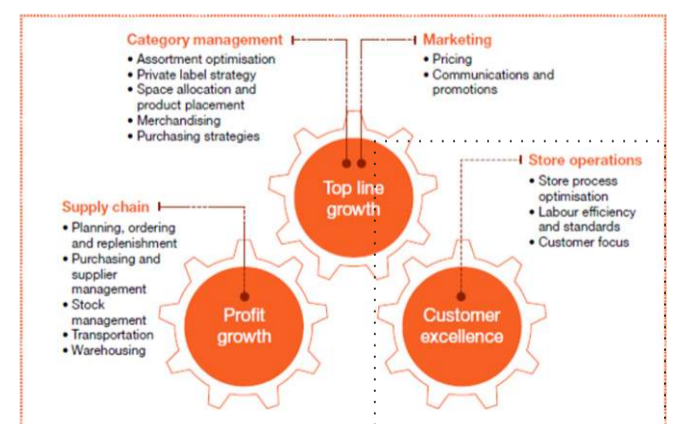 Category management
• Assortment optimisation
• Private label strategy
• Space allocation and
product placement
• Merchandising
• Purchasing strategies
Marketing
• Pricing
• Communications and
promotions
Top line
growth
Store operations
• Store process
optimisation
• Labour efficiency
and standards
• Customer focus
Supply chain
• Planning, ordering
and replenishment
• Purchasing and
supplier
management
• Stock
management
• Transportation
• Warehousing
Profit
growth
Customer
excellence